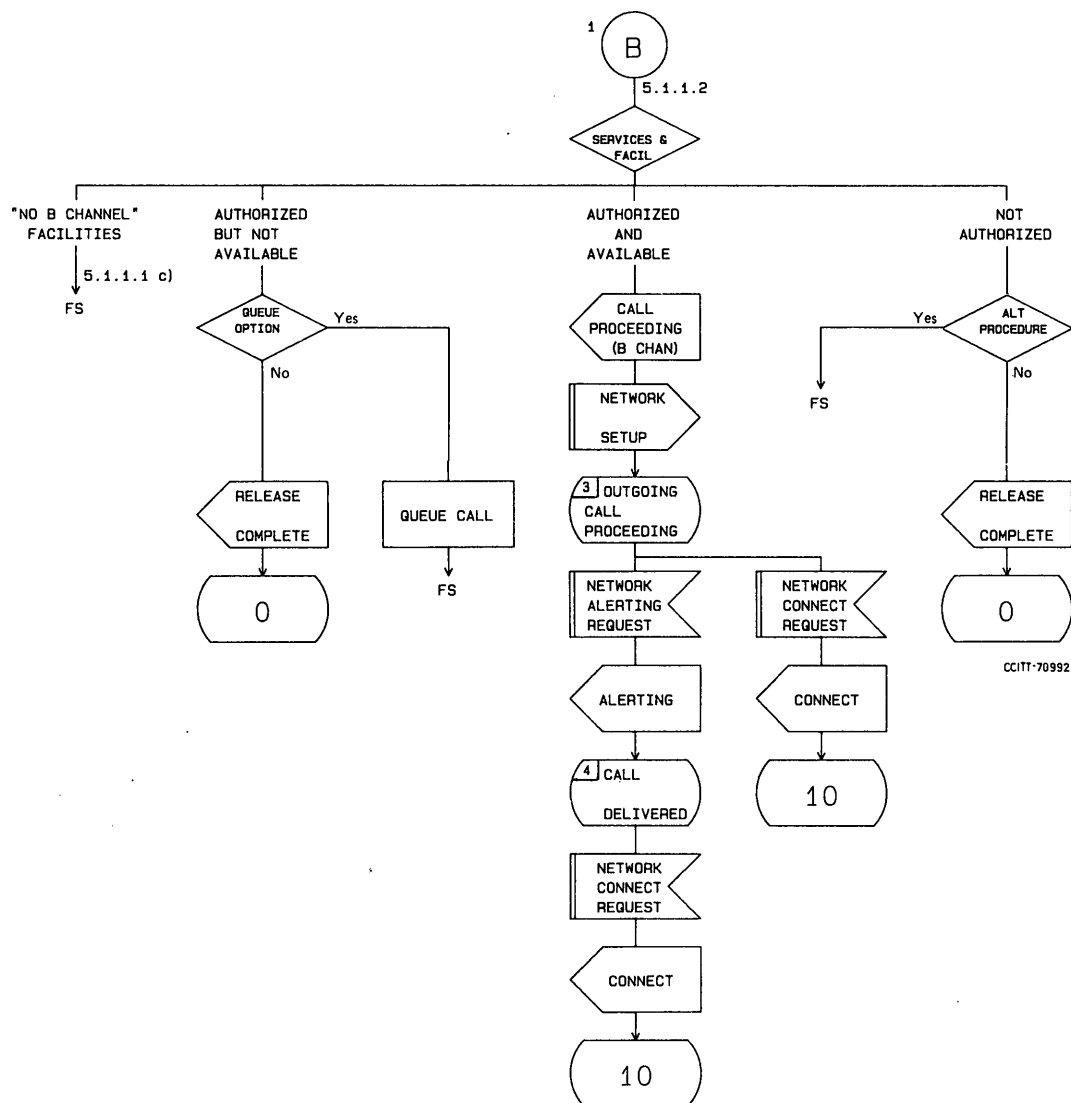 1
B
5.1.1.2
SERVICES &
FACIL
"NO B CHANNEL"
FACILITIES
5.1.1.1 c)
FS
AUTHORIZED
BUT NOT
AVAILABLE
QUEUE
OPTION
Yes
No
RELEASE
COMPLETE
0
QUEUE CALL
FS
AUTHORIZED
AND
AVAILABLE
CALL
PROCEEDING
(B CHAN)
NETWORK
SETUP
3 OUTGOING
CALL
PROCEEDING
NETWORK
ALERTING
REQUEST
ALERTING
4 CALL
DELIVERED
NETWORK
CONNECT
REQUEST
CONNECT
10
NETWORK
CONNECT
REQUEST
CONNECT
10
NOT
AUTHORIZED
ALT
PROCEDURE
Yes
FS
No
RELEASE
COMPLETE
0
CCITT-70992